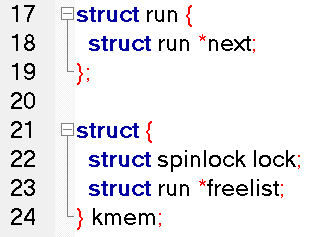 17 struct run {
18 struct run *next;
19 };
20
21 struct {
22 struct spinlock lock;
23 struct run *freelist;
24 } kmem;